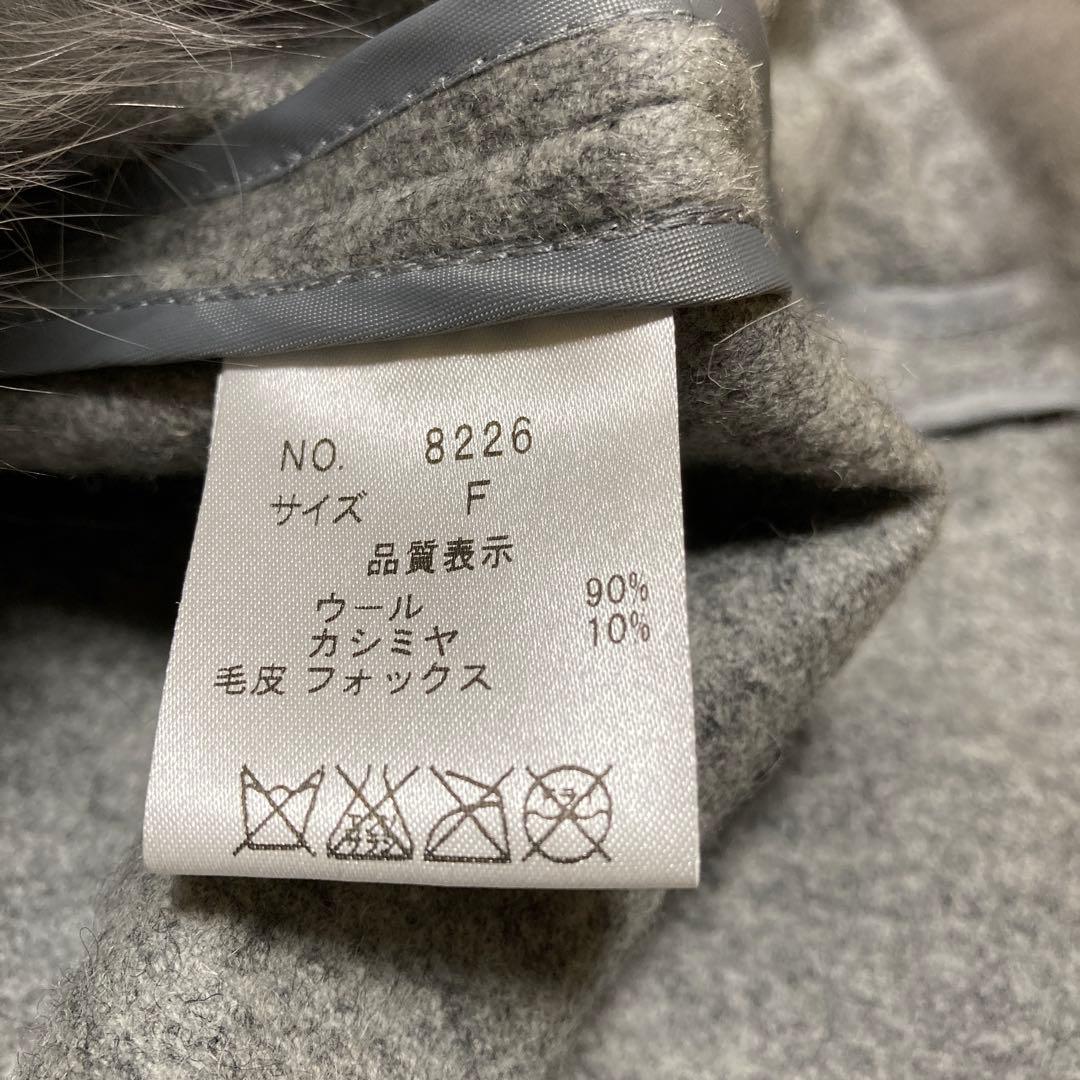 NO. 8226
サイズ F
品質表示
ウール 90%
カシミヤ 10%
毛皮 フォックス